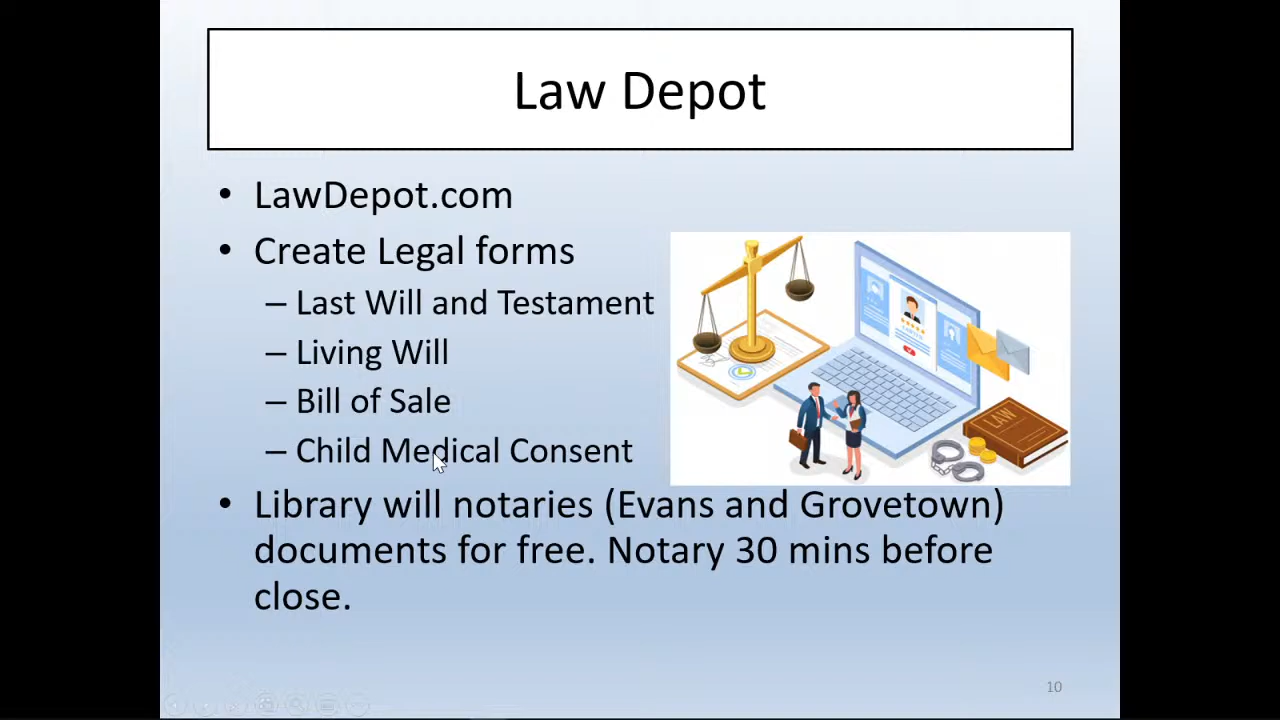 Law Depot
• LawDepot.com
• Create Legal forms
– Last Will and Testament
– Living Will
– Bill of Sale
– Child Medical Consent
LAW
• Library will notaries (Evans and Grovetown)
documents for free. Notary 30 mins before
close.
10